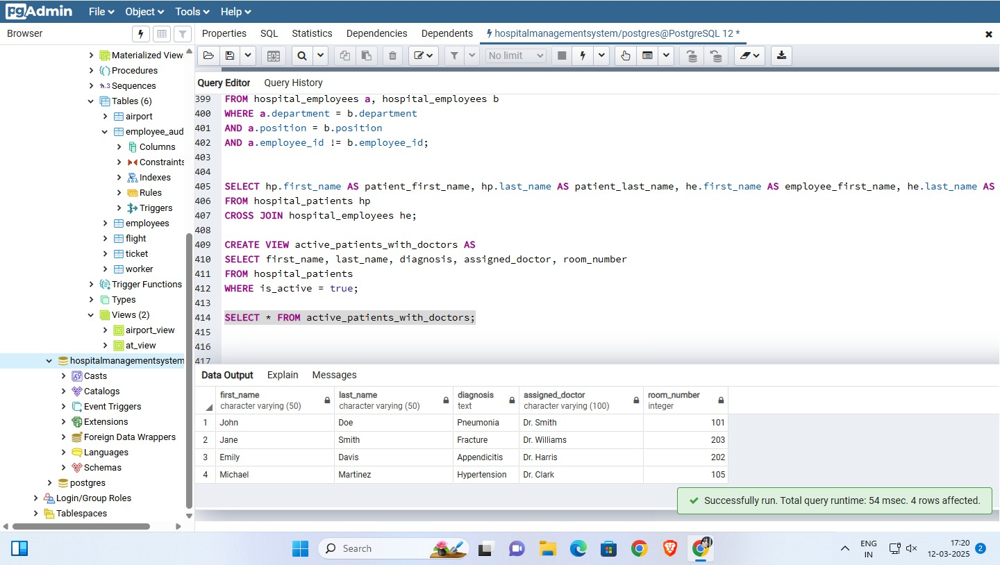 pgAdmin File Object Tools Help
Browser
Properties SQL Statistics Dependencies Dependents hospitalmanagementsystem/postgres@PostgreSQL 12 *
No limit
Materialized View
Procedures
1..3 Sequences
Tables (6)
airport
employee_aud
Columns
Constraints
Indexes
Rules
Triggers
employees
flight
ticket
worker
Trigger Functions
Types
Views (2)
airport_view
at_view
hospitalmanagementsystem
Casts
Catalogs
Event Triggers
Extensions
Foreign Data Wrappers
Languages
Schemas
postgres
Login/Group Roles
Tablespaces
Query Editor Query History
399 FROM hospital_employees a, hospital_employees b
400 WHERE a.department = b.department
401 AND a.position = b.position
402 AND a.employee_id != b.employee_id;
403
404
405 SELECT hp.first_name AS patient_first_name, hp.last_name AS patient_last_name, he.first_name AS employee_first_name, he.last_name AS
406 FROM hospital_patients hp
407 CROSS JOIN hospital_employees he;
408
409 CREATE VIEW active_patients_with_doctors AS
410 SELECT first_name, last_name, diagnosis, assigned_doctor, room_number
411 FROM hospital_patients
412 WHERE is_active = true;
413
414 SELECT * FROM active_patients_with_doctors;
415
416
417
Data Output Explain Messages
first_name last_name diagnosis assigned_doctor room_number
character varying (50) character varying (50) text character varying (100) integer
1 John Doe Pneumonia Dr. Smith 101
2 Jane Smith Fracture Dr. Williams 203
3 Emily Davis Appendicitis Dr. Harris 202
4 Michael Martinez Hypertension Dr. Clark 105
Successfully run. Total query runtime: 54 msec. 4 rows affected.
Search
ENG
IN
17:20
12-03-2025
2